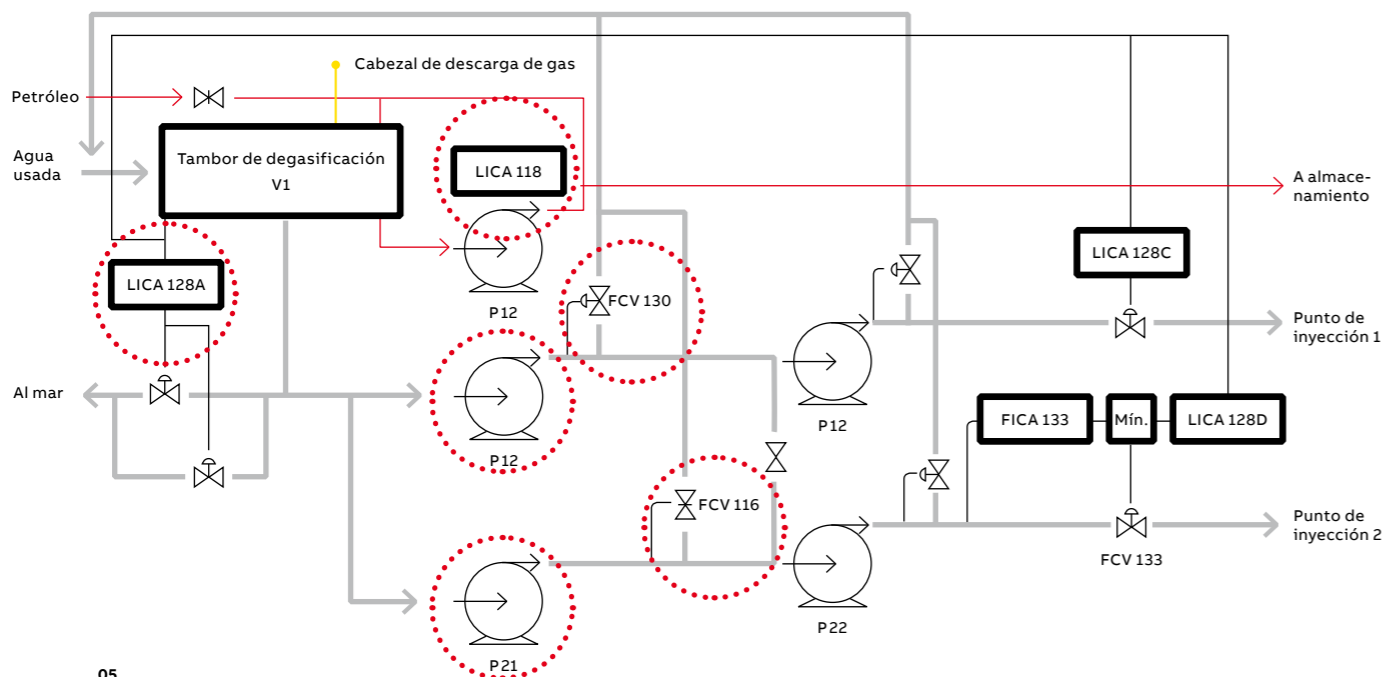 Cabezal de descarga de gas
Petróleo
Agua
usada
Tambor de degasificación
V1
LICA 118
A almace-
namiento
LICA 128A
LICA 128C
P12
FCV 130
Punto de
inyección 1
Al mar
P12
P12
FICA 133
Mín.
LICA 128D
FCV 116
Punto de
inyección 2
FCV 133
P22
P21
05